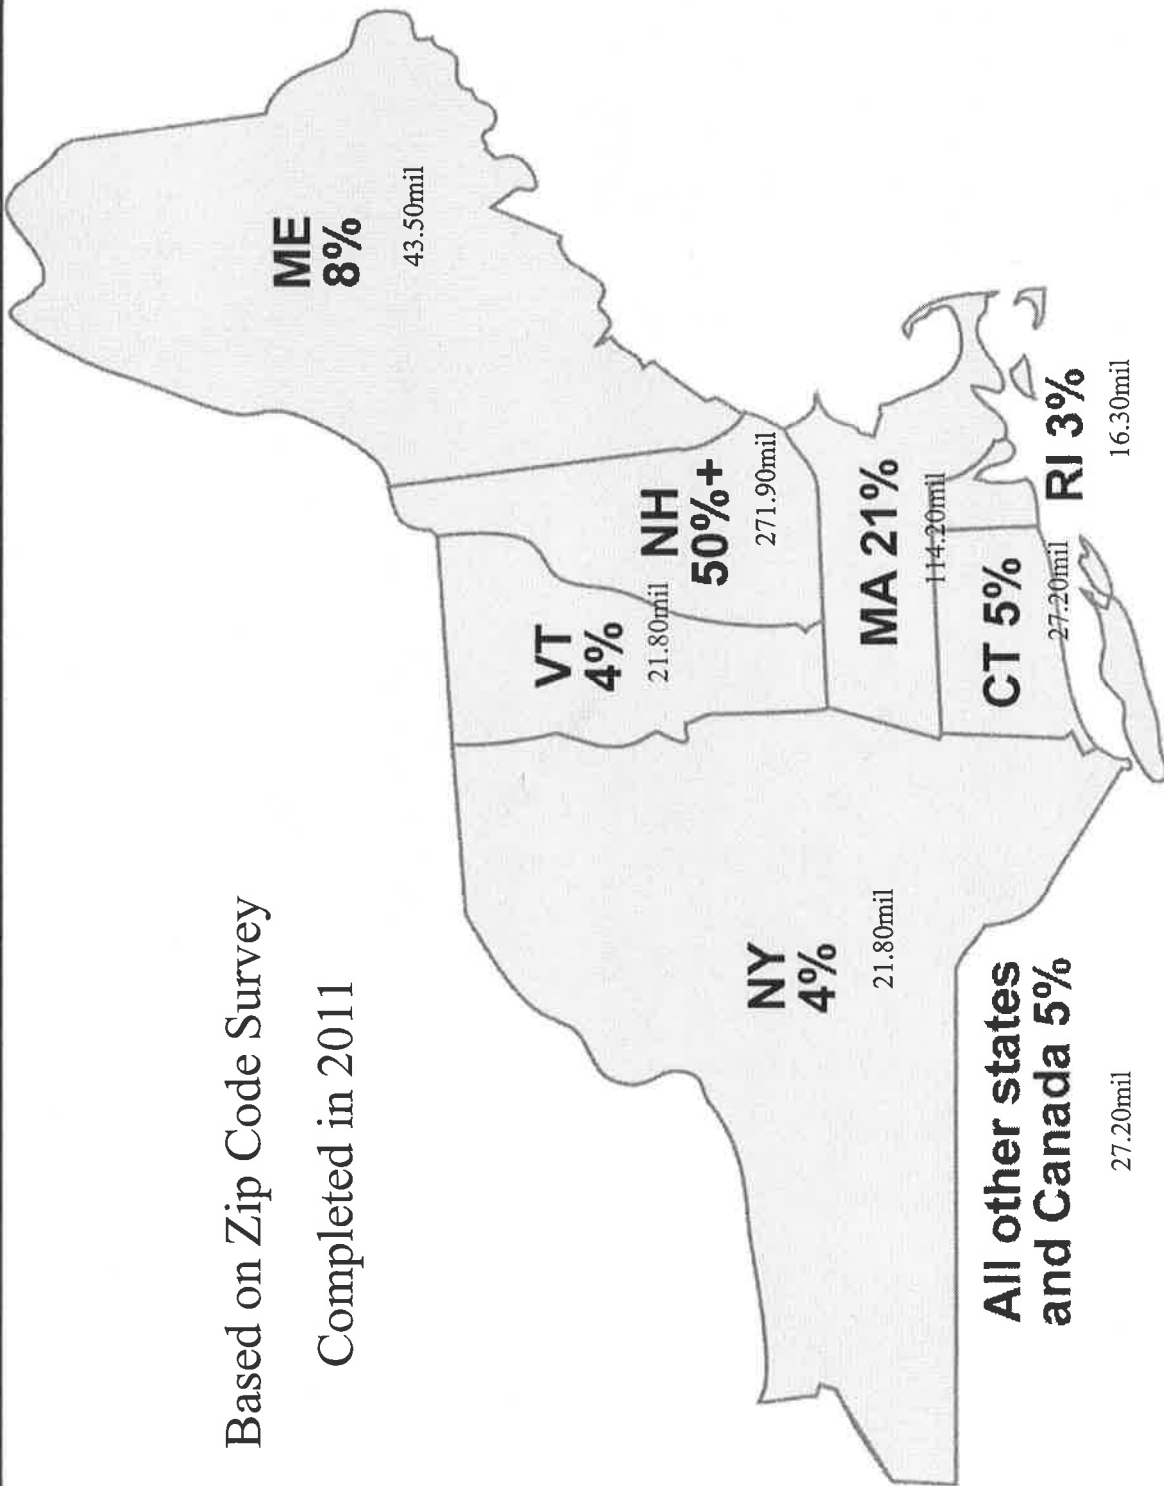 Based on Zip Code Survey
Completed in 2011
ME
8%
43.50mil
VT
4%
21.80mil
NH
50%+
271.90mil
NY
4%
21.80mil
MA 21%
114.20mil
CT 5%
27.20mil
RI 3%
16.30mil
All other states
and Canada 5%
27.20mil